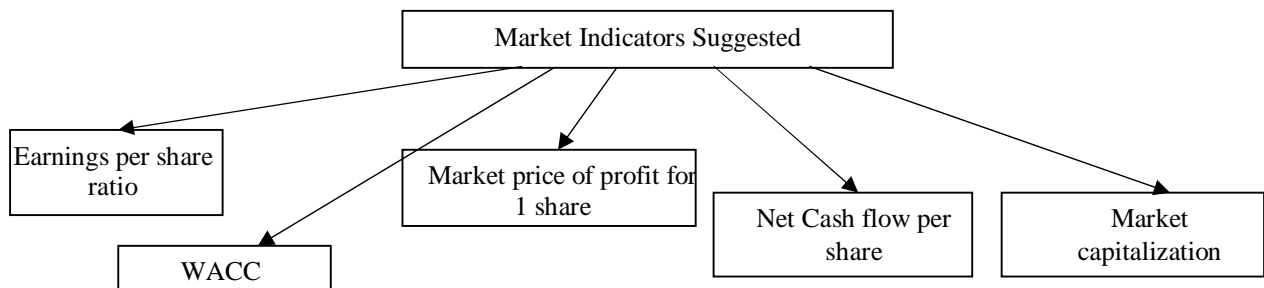 Market Indicators Suggested
Earnings per share
ratio
WACC
Market price of profit for
1 share
Net Cash flow per
share
Market
capitalization